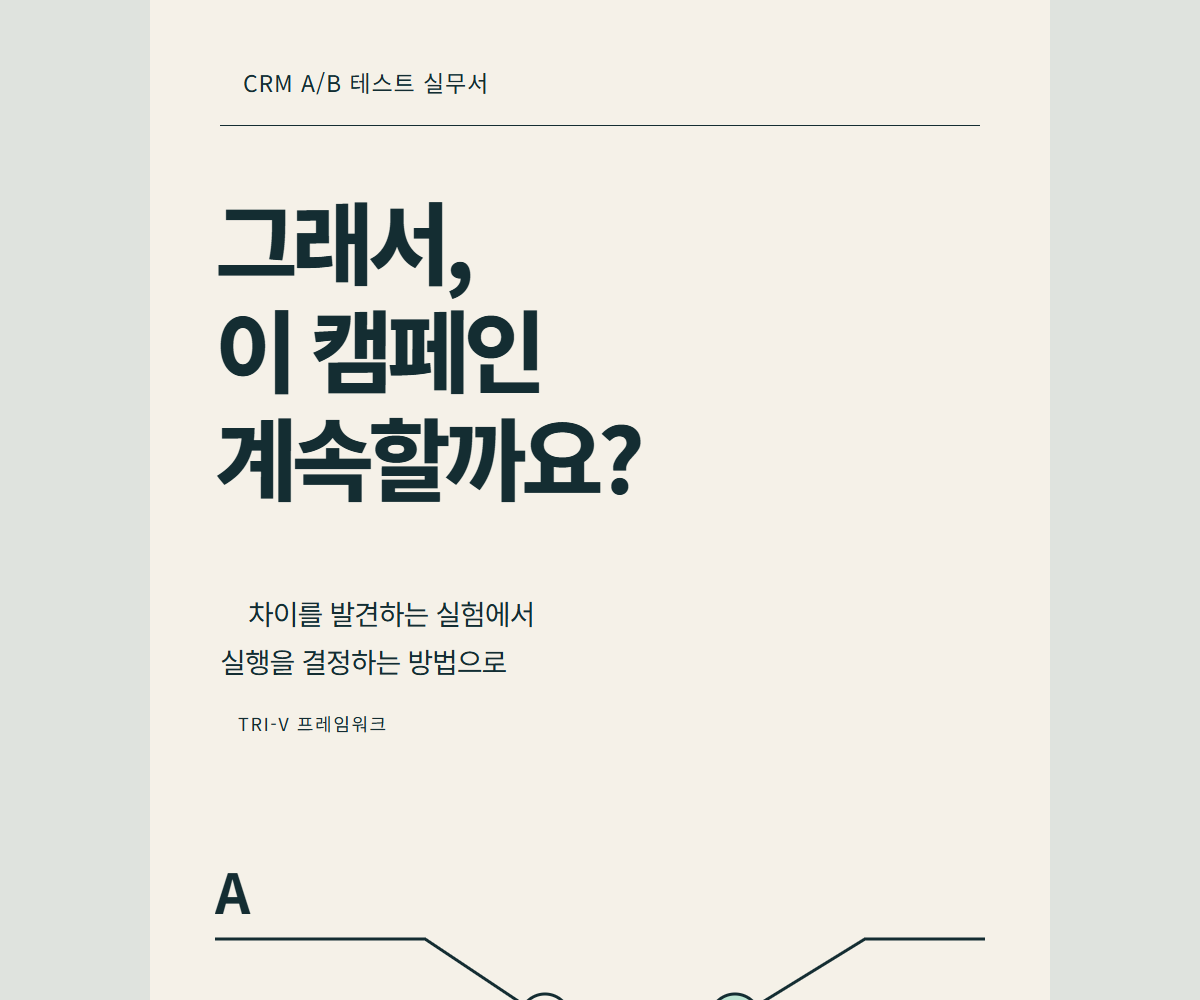 CRM A/B 테스트 실무서
그래서,
이 캠페인
계속할까요?
차이를 발견하는 실험에서
실행을 결정하는 방법으로
TRI-V 프레임워크
A